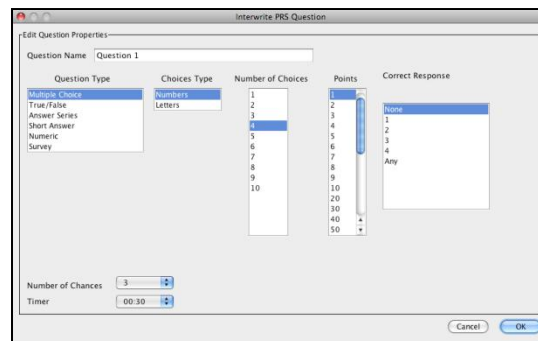 Interwrite PRS Question
Edit Question Properties
Question Name Question 1
Question Type
Multiple Choice
True/False
Answer Series
Short Answer
Numeric
Survey
Choices Type
Numbers
Letters
Number of Choices
1
2
3
4
5
6
7
8
9
10
Points
1
2
3
4
5
6
7
8
9
10
20
30
40
50
Correct Response
None
1
2
3
4
Any
Number of Chances 3
Timer 00:30
Cancel OK